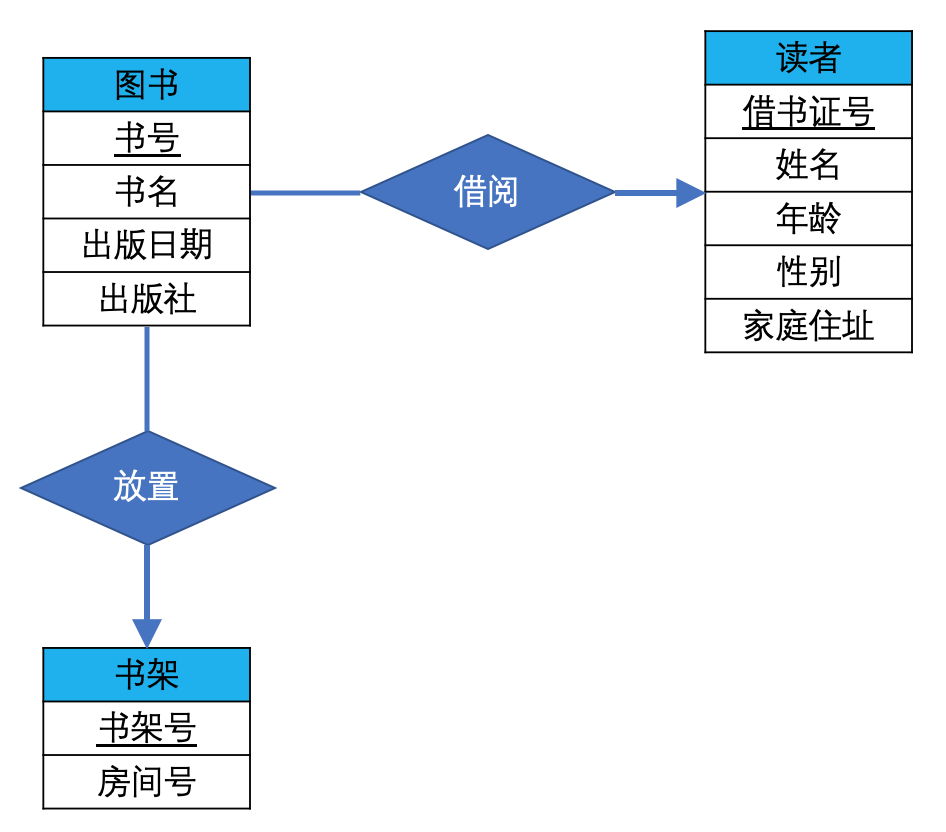 图书
书号
书名
出版日期
出版社
借阅
读者
借书证号
姓名
年龄
性别
家庭住址
放置
书架
书架号
房间号